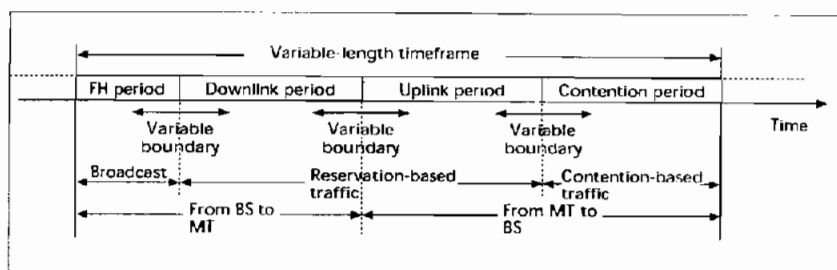 Variable-length timeframe
FH period
Downlink period
Uplink period
Contention period
Time
Variable
boundary
Variable
boundary
Variable
boundary
Broadcast
Reservation-based
traffic
Contention-based
traffic
From BS to
MT
From MT to
BS